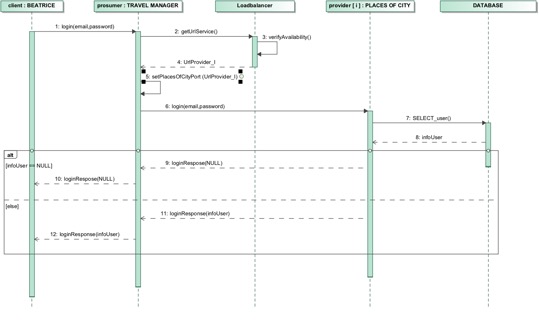 client : BEATRICE
prosumer : TRAVEL MANAGER
Loadbalancer
provider [ i ] : PLACES OF CITY
DATABASE
1: login(email,password)
2: getUrlService()
3: verifyAvailability()
4: UrlProvider_I
5: setPlacesOfCityPort (UrlProvider_I)
6: login(email,password)
7: SELECT_user()
8: infoUser
alt
[infoUser == NULL]
9: loginResponse(NULL)
10: loginRespose(NULL)
[else]
11: loginResponse(infoUser)
12: loginResponse(infoUser)